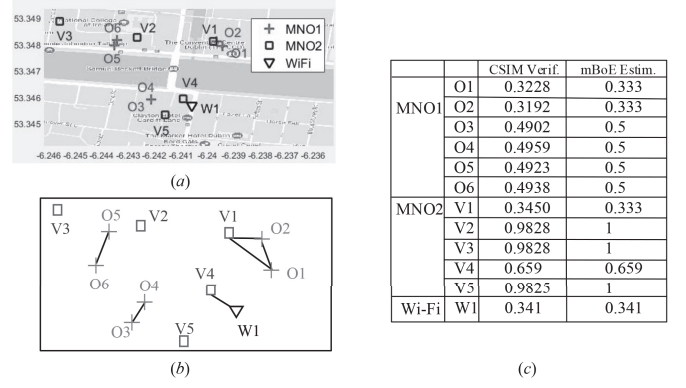 53.349
53.348
53.347
53.346
53.345
V3
O6
O5
V2
V1
O2
O1
O4
O3
V4
W1
V5
MNO1
MNO2
WiFi
-6.246 -6.245 -6.244 -6.243 -6.242 -6.241 -6.24 -6.239 -6.238 -6.237 -6.236
(a)
V3
O5
V2
V1
O2
O6
O4
V4
O1
O3
V5
W1
(b)
CSIM Verif. mBoE Estim.
MNO1 O1 0.3228 0.333
O2 0.3192 0.333
O3 0.4902 0.5
O4 0.4959 0.5
O5 0.4923 0.5
O6 0.4938 0.5
MNO2 V1 0.3450 0.333
V2 0.9828 1
V3 0.9828 1
V4 0.659 0.659
V5 0.9825 1
Wi-Fi W1 0.341 0.341
(c)